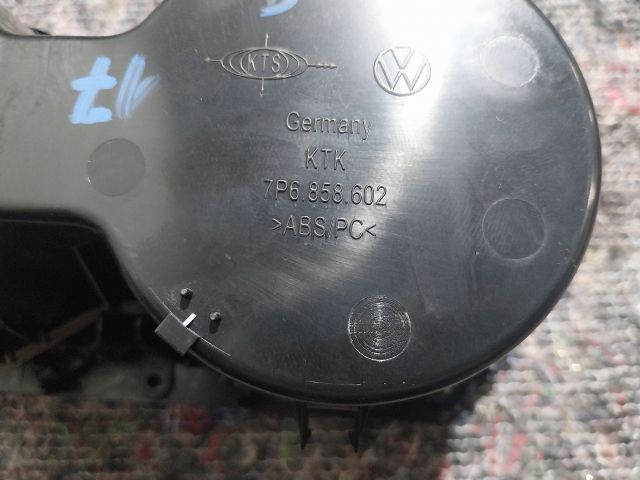 KTS
Germany
KTK
7P6.858.602
>ABS/PC<